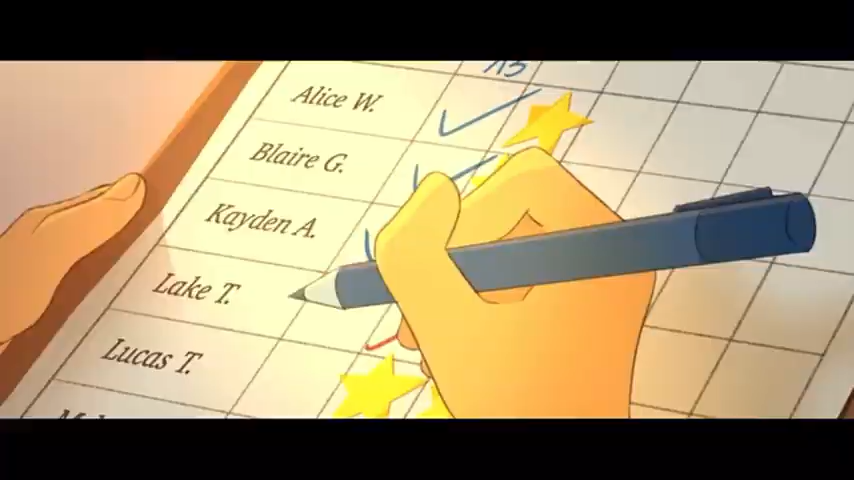 Alice W.
Blaire G.
Kayden A.
Lake T.
Lucas T.